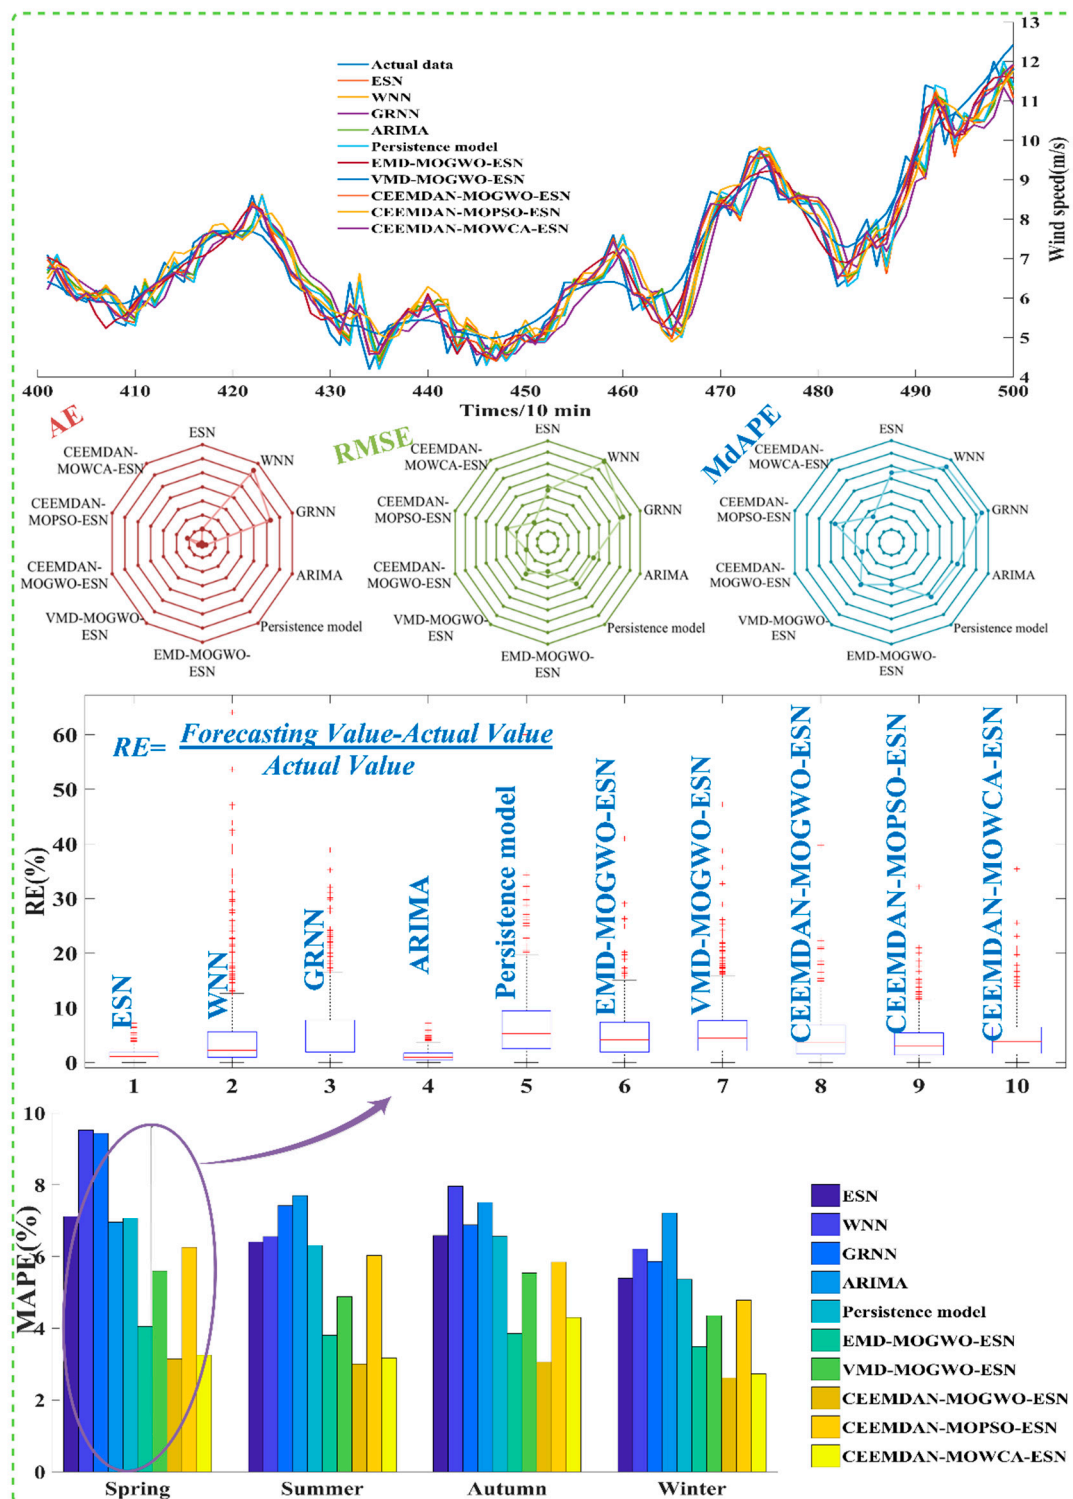 13
12
11
10
9
8
7
6
5
4
Wind speed(m/s)
Actual data
ESN
WNN
GRNN
ARIMA
Persistence model
EMD-MOGWO-ESN
VMD-MOGWO-ESN
CEEMDAN-MOGWO-ESN
CEEMDAN-MOPSO-ESN
CEEMDAN-MOWCA-ESN
400 410 420 430 440 450 460 470 480 490 500
Times/10 min
AE
ESN
WNN
GRNN
ARIMA
Persistence model
EMD-MOGWO-
ESN
VMD-MOGWO-
ESN
CEEMDAN-
MOGWO-ESN
CEEMDAN-
MOPSO-ESN
CEEMDAN-
MOWCA-ESN
RMSE
ESN
WNN
GRNN
ARIMA
Persistence model
EMD-MOGWO-
ESN
VMD-MOGWO-
ESN
CEEMDAN-
MOGWO-ESN
CEEMDAN-
MOPSO-ESN
CEEMDAN-
MOWCA-ESN
MdAPE
ESN
WNN
GRNN
ARIMA
Persistence model
EMD-MOGWO-
ESN
VMD-MOGWO-
ESN
CEEMDAN-
MOGWO-ESN
CEEMDAN-
MOPSO-ESN
CEEMDAN-
MOWCA-ESN
RE(%)
60
50
40
30
20
10
0
RE= Forecasting Value-Actual Value
Actual Value
ESN
WNN
GRNN
ARIMA
Persistence model
EMD-MOGWO-ESN
VMD-MOGWO-ESN
CEEMDAN-MOGWO-ESN
CEEMDAN-MOPSO-ESN
CEEMDAN-MOWCA-ESN
1 2 3 4 5 6 7 8 9 10
MAPE(%)
10
8
6
4
2
0
Spring Summer Autumn Winter
ESN
WNN
GRNN
ARIMA
Persistence model
EMD-MOGWO-ESN
VMD-MOGWO-ESN
CEEMDAN-MOGWO-ESN
CEEMDAN-MOPSO-ESN
CEEMDAN-MOWCA-ESN